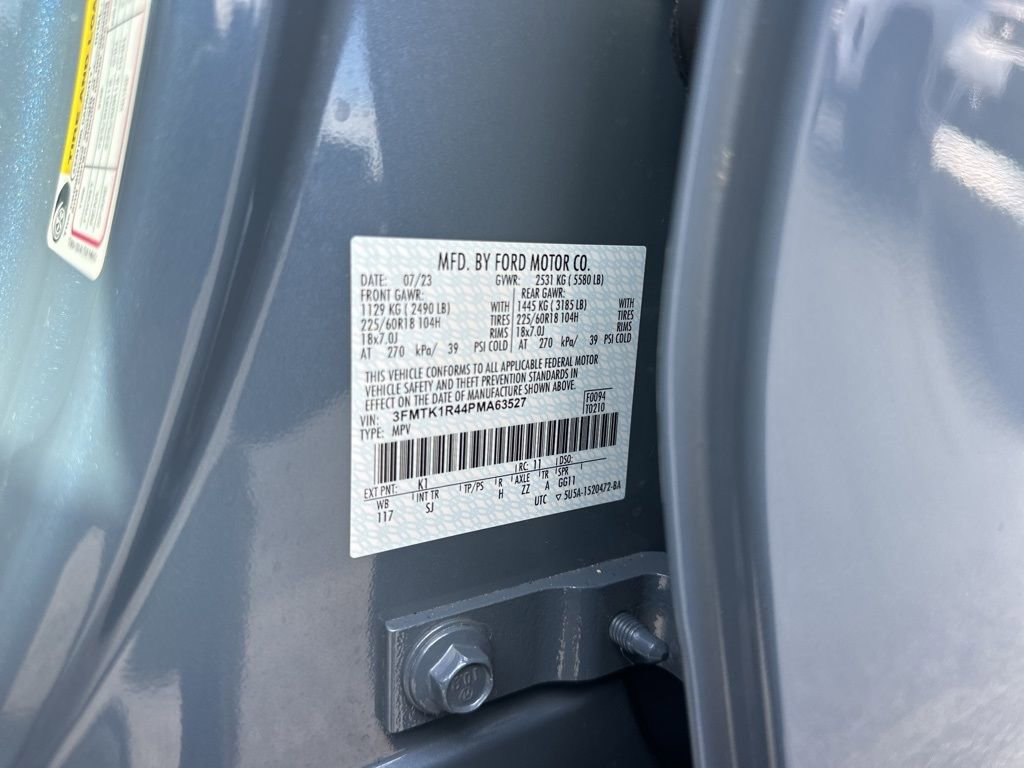 MFD. BY FORD MOTOR CO.
DATE: 07/23 GVWR: 2531 KG ( 5580 LB)
FRONT GAWR: REAR GAWR:
1129 KG ( 2490 LB) WITH 1445 KG ( 3185 LB) WITH
225/60R18 104H TIRES 225/60R18 104H TIRES
18x7.0J RIMS 18x7.0J RIMS
AT 270 kPa/ 39 PSI COLD AT 270 kPa/ 39 PSI COLD
THIS VEHICLE CONFORMS TO ALL APPLICABLE FEDERAL MOTOR
VEHICLE SAFETY AND THEFT PREVENTION STANDARDS IN
EFFECT ON THE DATE OF MANUFACTURE SHOWN ABOVE.
VIN: 3FMTK1R44PMA63527 F0094
TYPE: MPV T0210
EXT PNT: K1 RC: 11 DSO:
WB INT TR TP/PS R AXLE TR SPR
117 SJ H ZZ A GG11
UTC ▽ 5U5A-1520472-BA